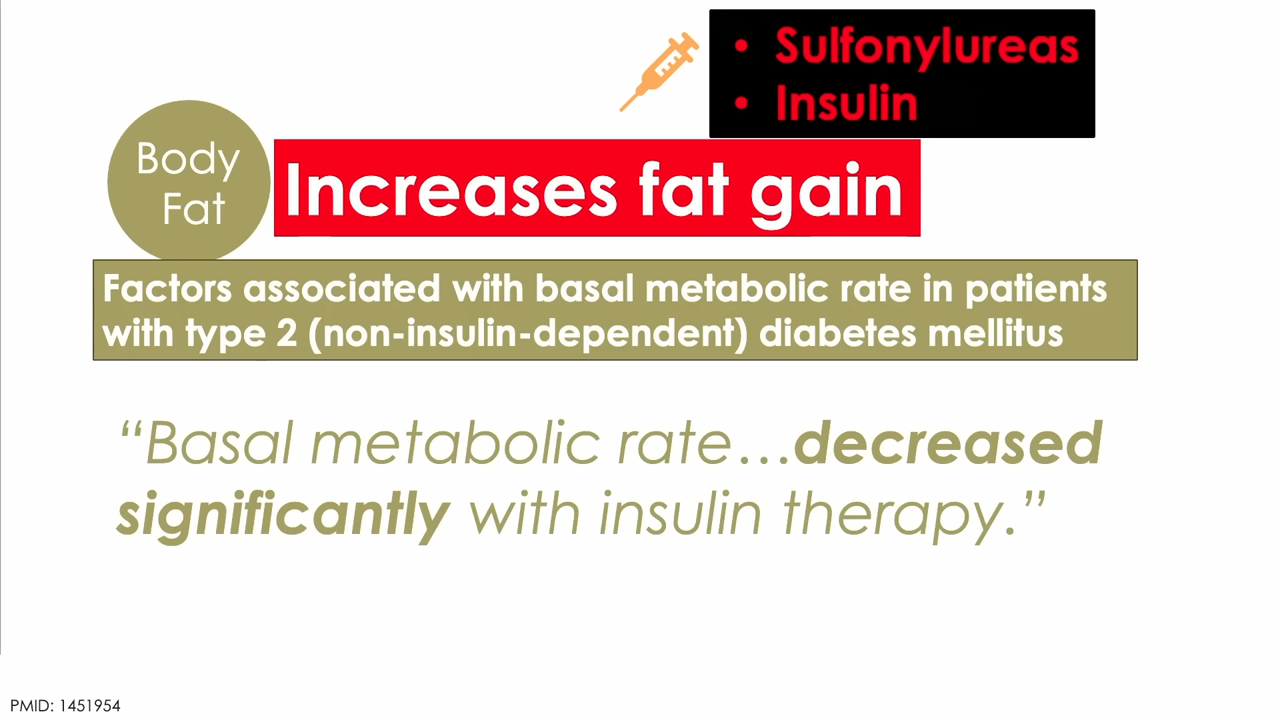 • Sulfonylureas
• Insulin
Body
Fat
Increases fat gain
Factors associated with basal metabolic rate in patients
with type 2 (non-insulin-dependent) diabetes mellitus
“Basal metabolic rate…decreased
significantly with insulin therapy.”
PMID: 1451954